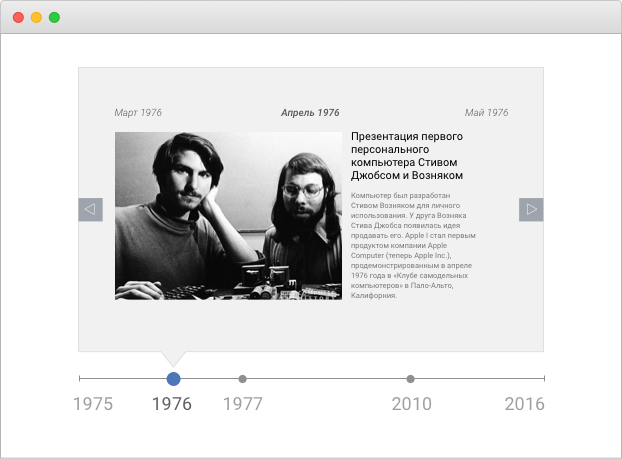 Март 1976 Апрель 1976 Май 1976
Презентация первого
персонального
компьютера Стивом
Джобсом и Возняком
Компьютер был разработан
Стивом Возняком для личного
использования. У друга Возняка
Стива Джобса появилась идея
продавать его. Apple I стал первым
продуктом компании Apple
Computer (теперь Apple Inc.),
продемонстрированным в апреле
1976 года в «Клубе самодельных
компьютеров» в Пало-Альто,
Калифорния.
1975 1976 1977 2010 2016